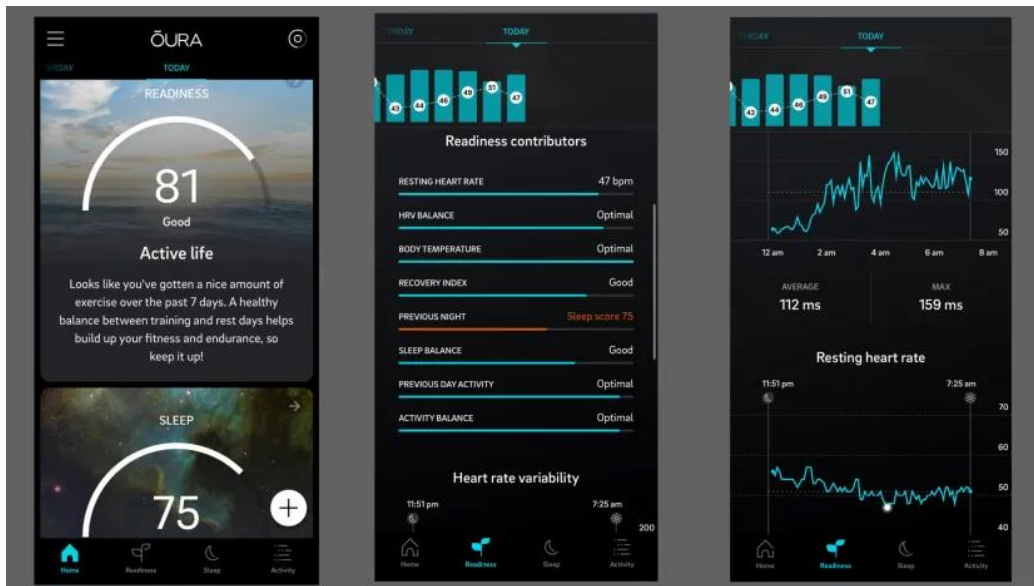 ŌURA
TODAY
READINESS
81
Good
Active life
Looks like you've gotten a nice amount of
exercise over the past 7 days. A healthy
balance between training and rest days helps
build up your fitness and endurance, so
keep it up!
SLEEP
75
Home
Readiness
Sleep
Activity
TODAY
43
44
46
49
51
47
Readiness contributors
RESTING HEART RATE 47 bpm
HRV BALANCE Optimal
BODY TEMPERATURE Optimal
RECOVERY INDEX Good
PREVIOUS NIGHT Sleep score 75
SLEEP BALANCE Good
PREVIOUS DAY ACTIVITY Optimal
ACTIVITY BALANCE Optimal
Heart rate variability
11:51 pm 7:25 am
200
Home
Readiness
Sleep
Activity
TODAY
43
44
46
49
51
47
150
100
50
12 am 2 am 4 am 6 am 8 am
AVERAGE MAX
112 ms 159 ms
Resting heart rate
11:51 pm 7:25 am
70
60
50
40
Home
Readiness
Sleep
Activity